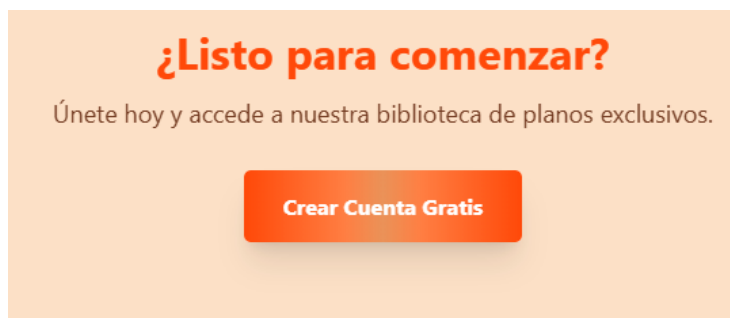 ¿Listo para comenzar?
Únete hoy y accede a nuestra biblioteca de planos exclusivos.
Crear Cuenta Gratis